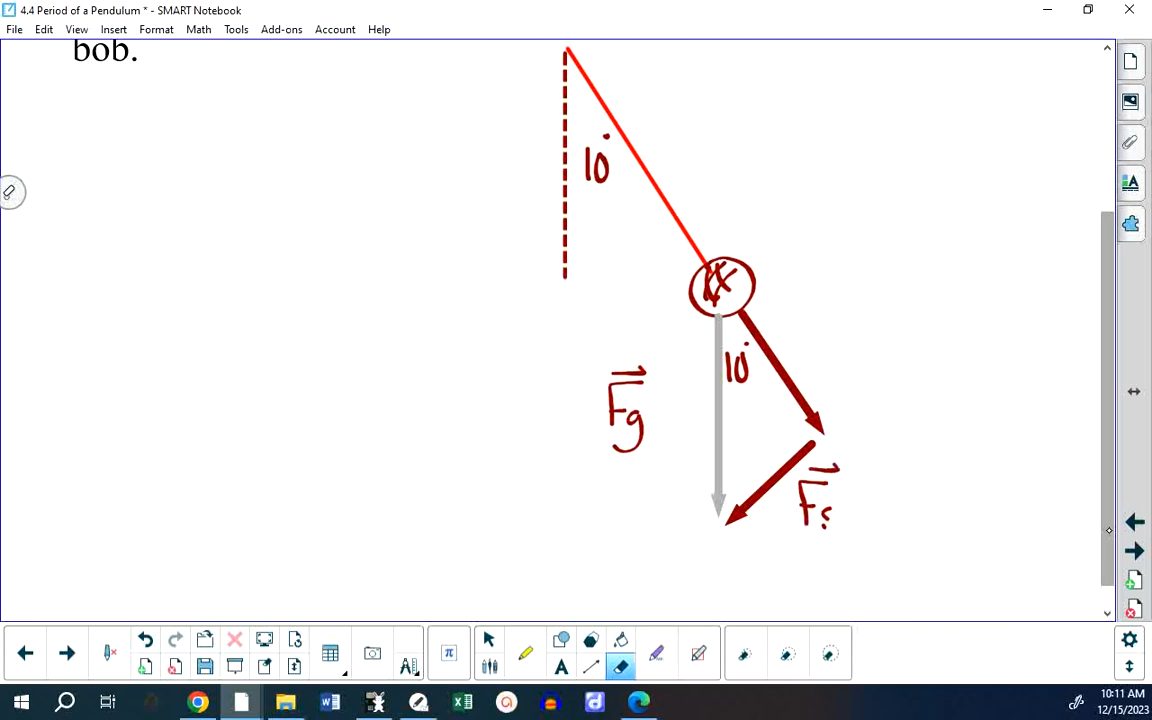 4.4 Period of a Pendulum * - SMART Notebook
File Edit View Insert Format Math Tools Add-ons Account Help
bob.
10°
10°
Fg
Fs
10:11 AM
12/15/2023